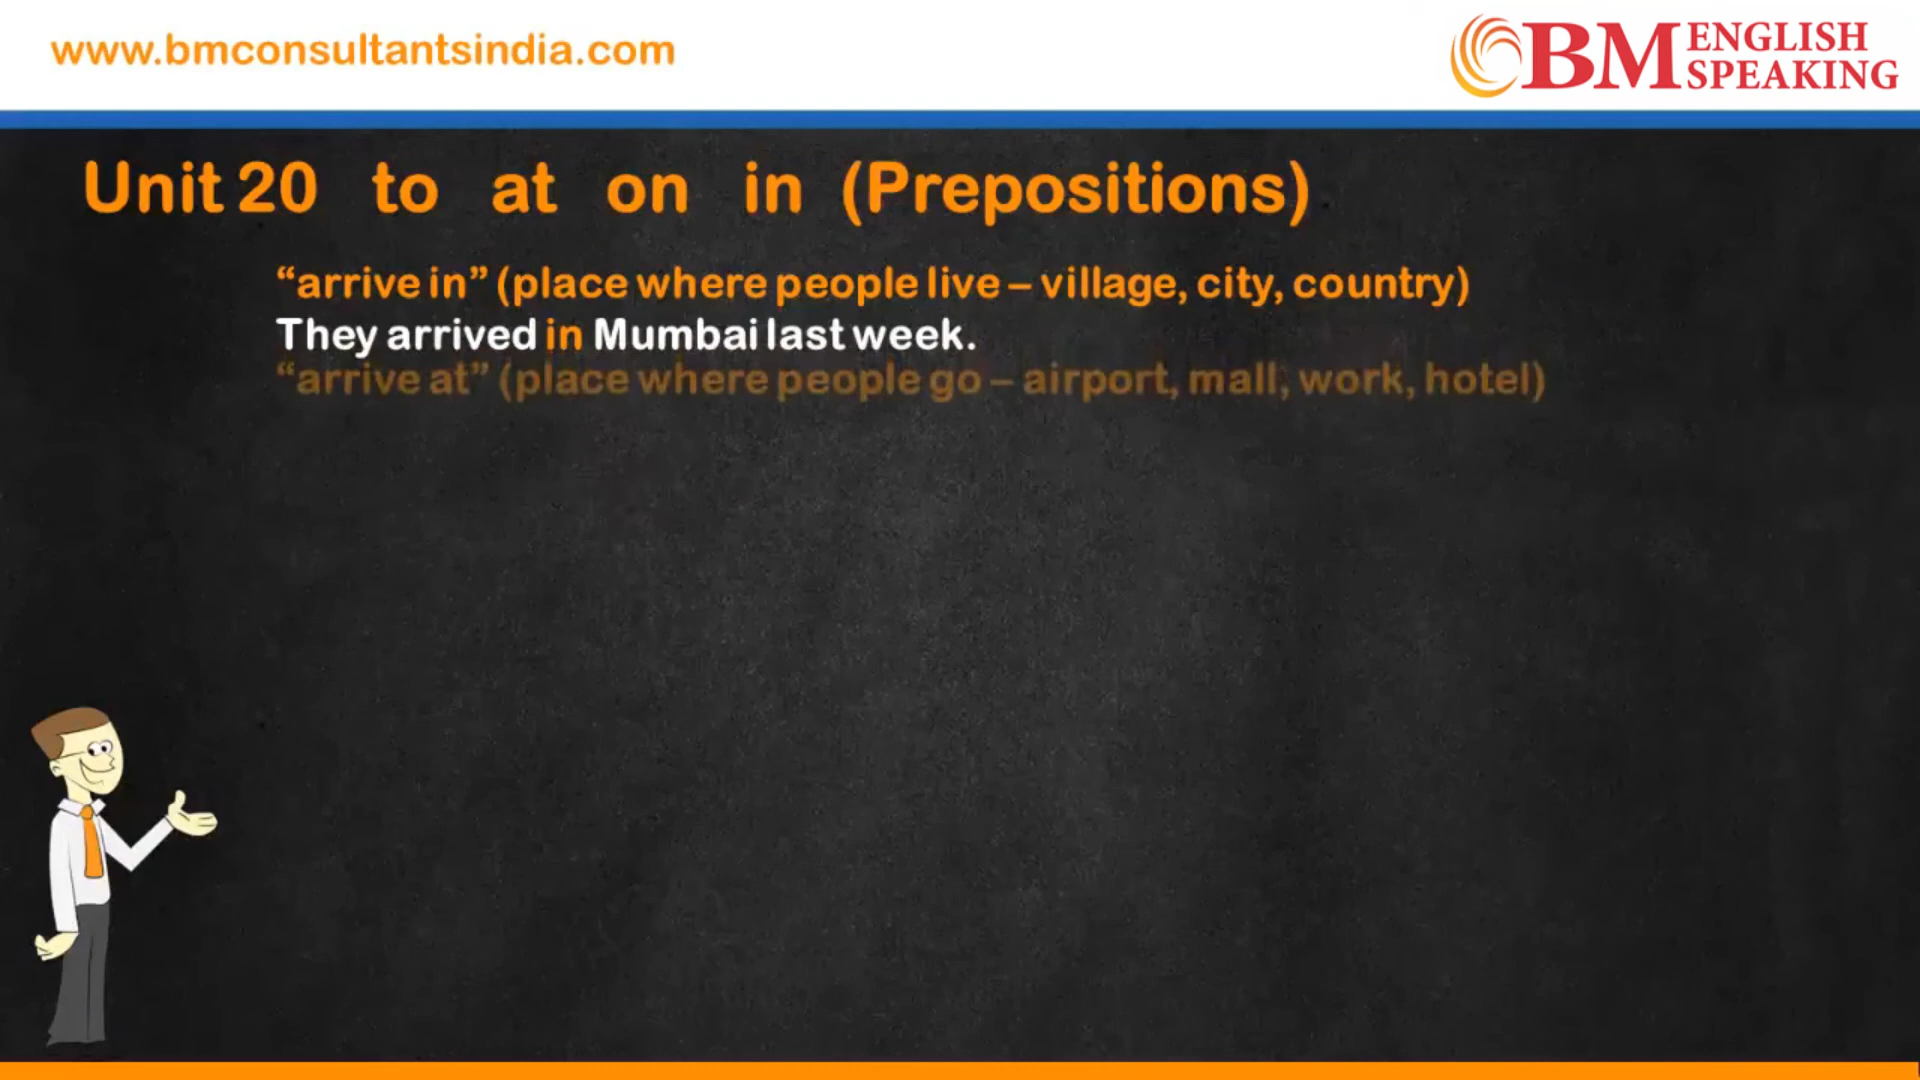 www.bmconsultantsindia.com
BM ENGLISH SPEAKING
Unit 20 to at on in (Prepositions)
“arrive in” (place where people live – village, city, country)
They arrived in Mumbai last week.
“arrive at” (place where people go – airport, mall, work, hotel)